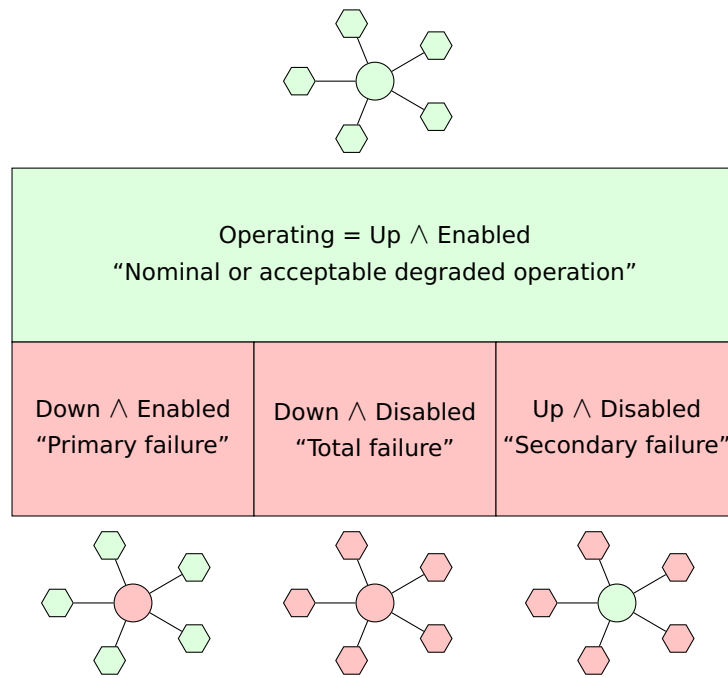 Operating = Up ∧ Enabled
“Nominal or acceptable degraded operation”
Down ∧ Enabled
“Primary failure”
Down ∧ Disabled
“Total failure”
Up ∧ Disabled
“Secondary failure”